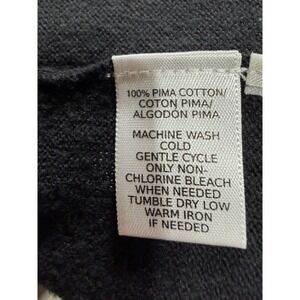 100% PIMA COTTON/
COTON PIMA/
ALGODÓN PIMA
MACHINE WASH
COLD
GENTLE CYCLE
ONLY NON-
CHLORINE BLEACH
WHEN NEEDED
TUMBLE DRY LOW
WARM IRON
IF NEEDED